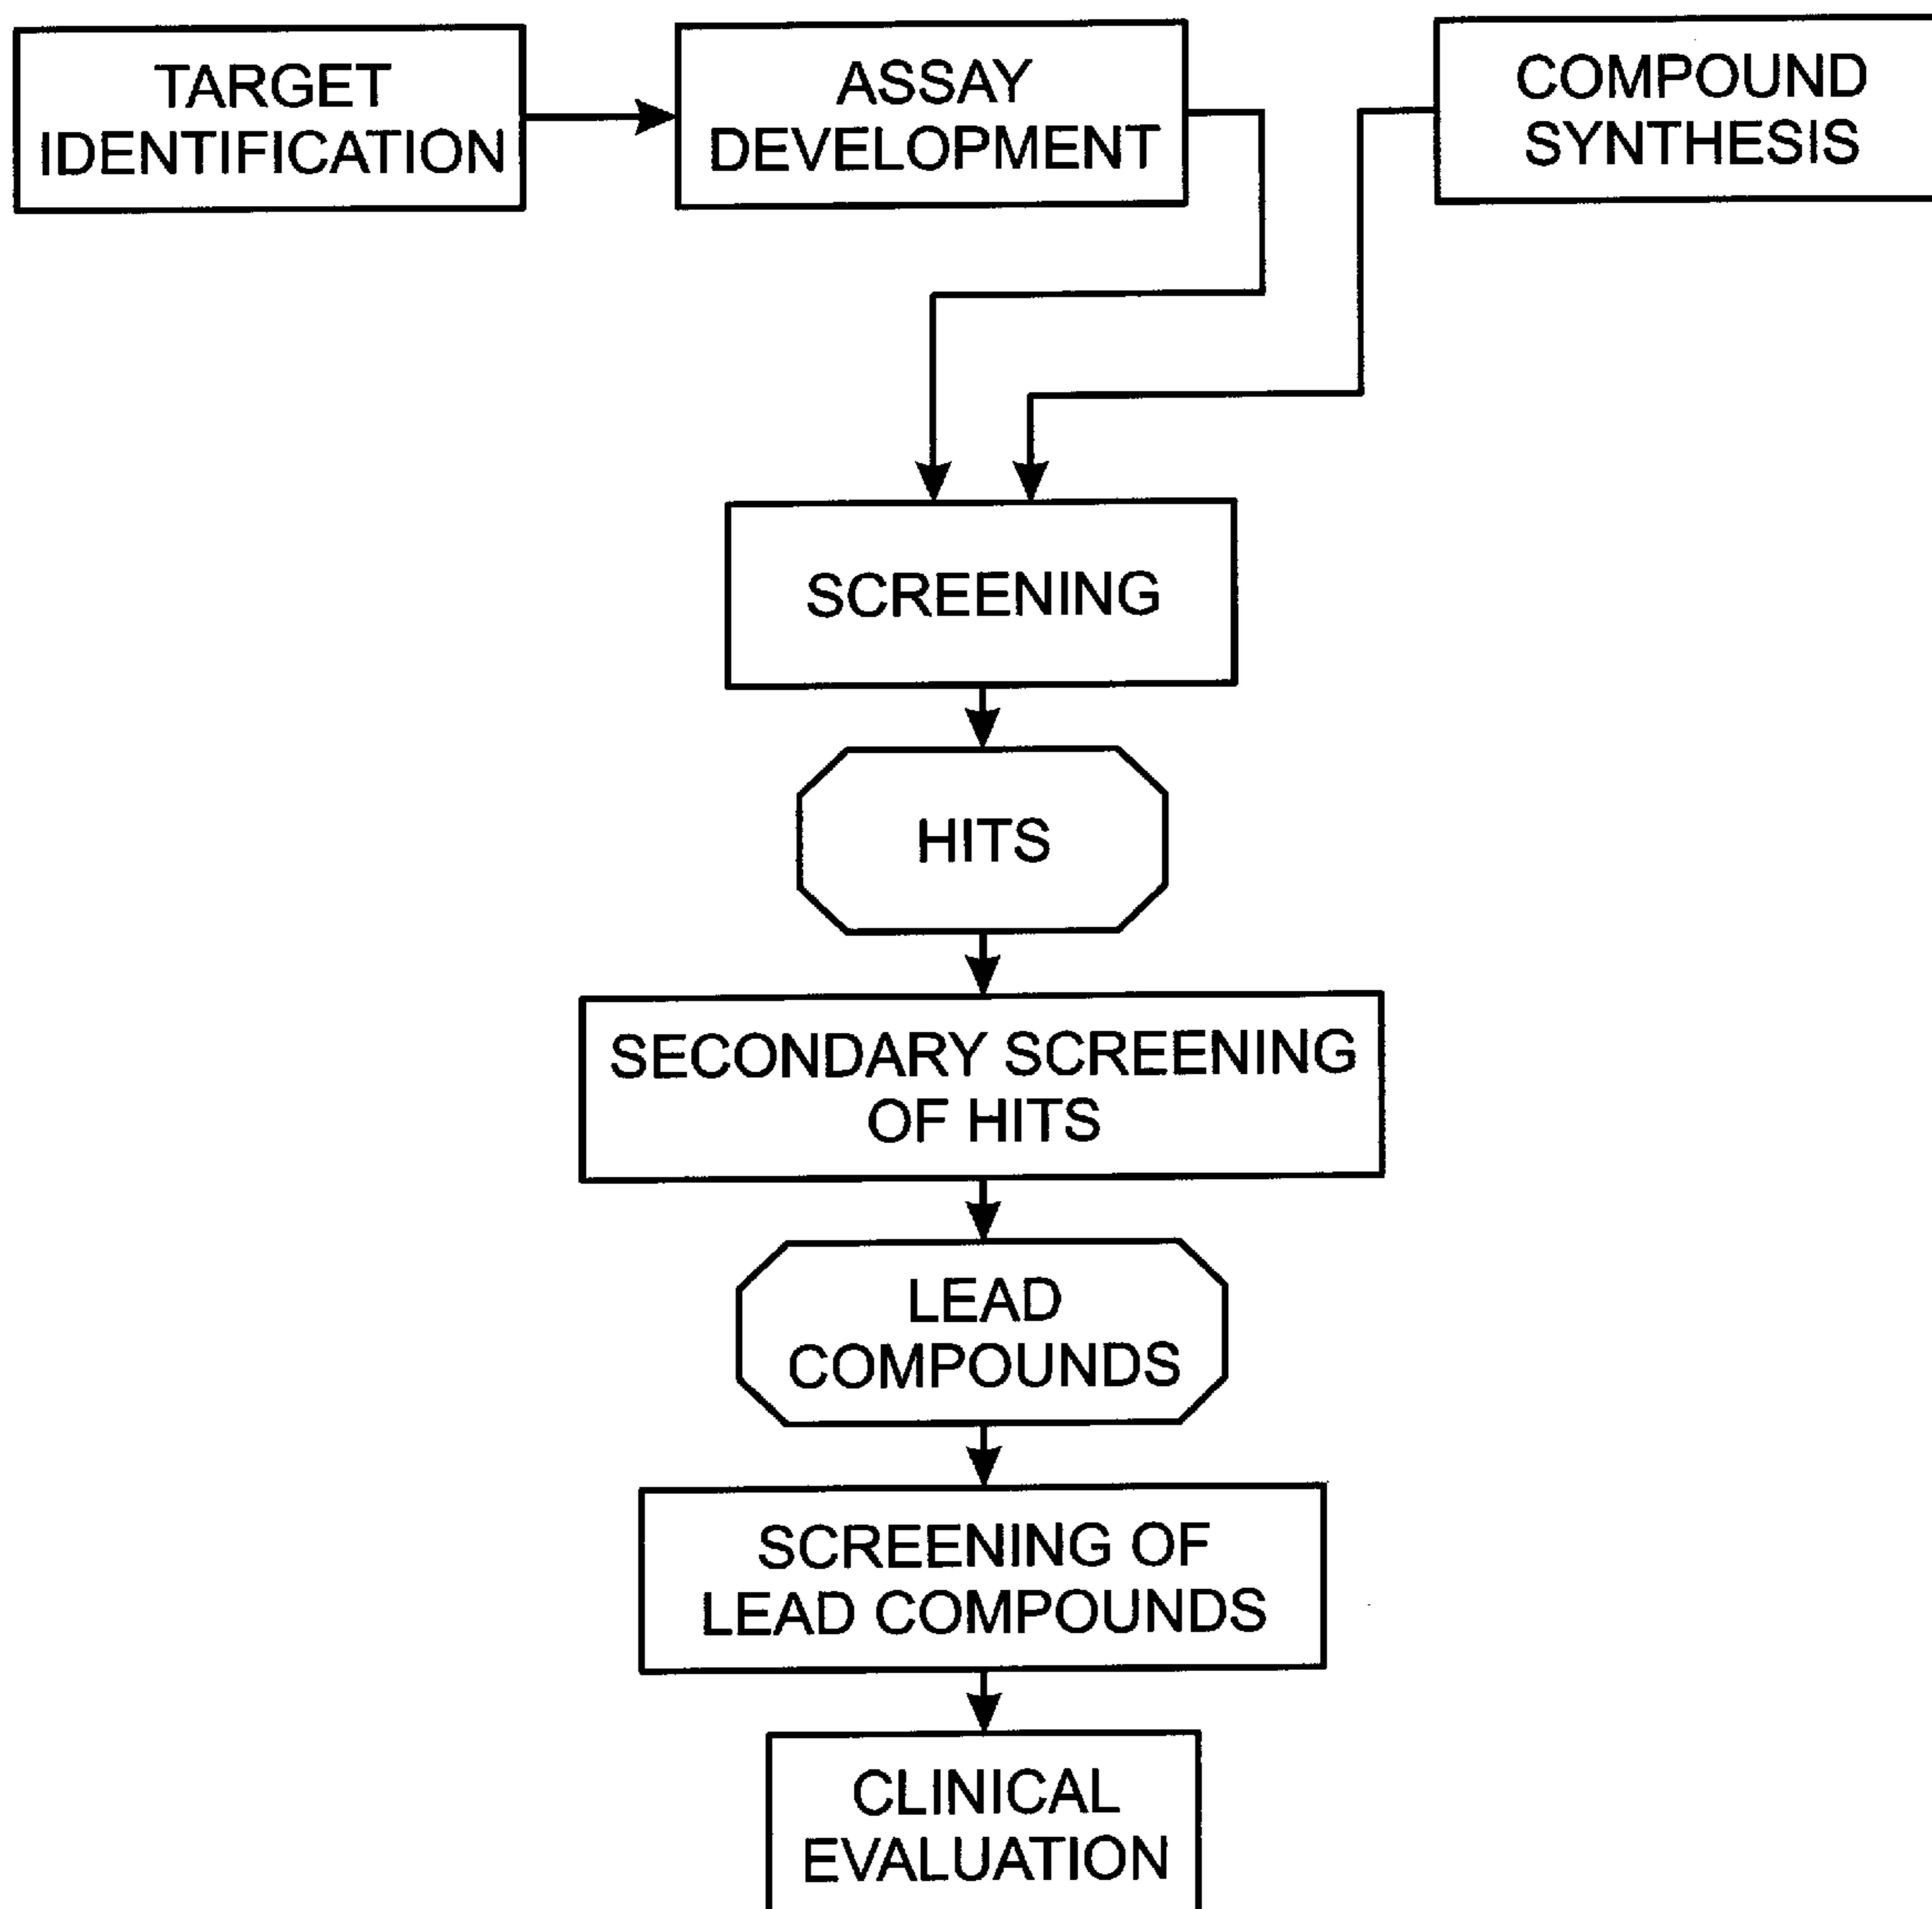 TARGET
IDENTIFICATION
ASSAY
DEVELOPMENT
COMPOUND
SYNTHESIS
SCREENING
HITS
SECONDARY SCREENING
OF HITS
LEAD
COMPOUNDS
SCREENING OF
LEAD COMPOUNDS
CLINICAL
EVALUATION